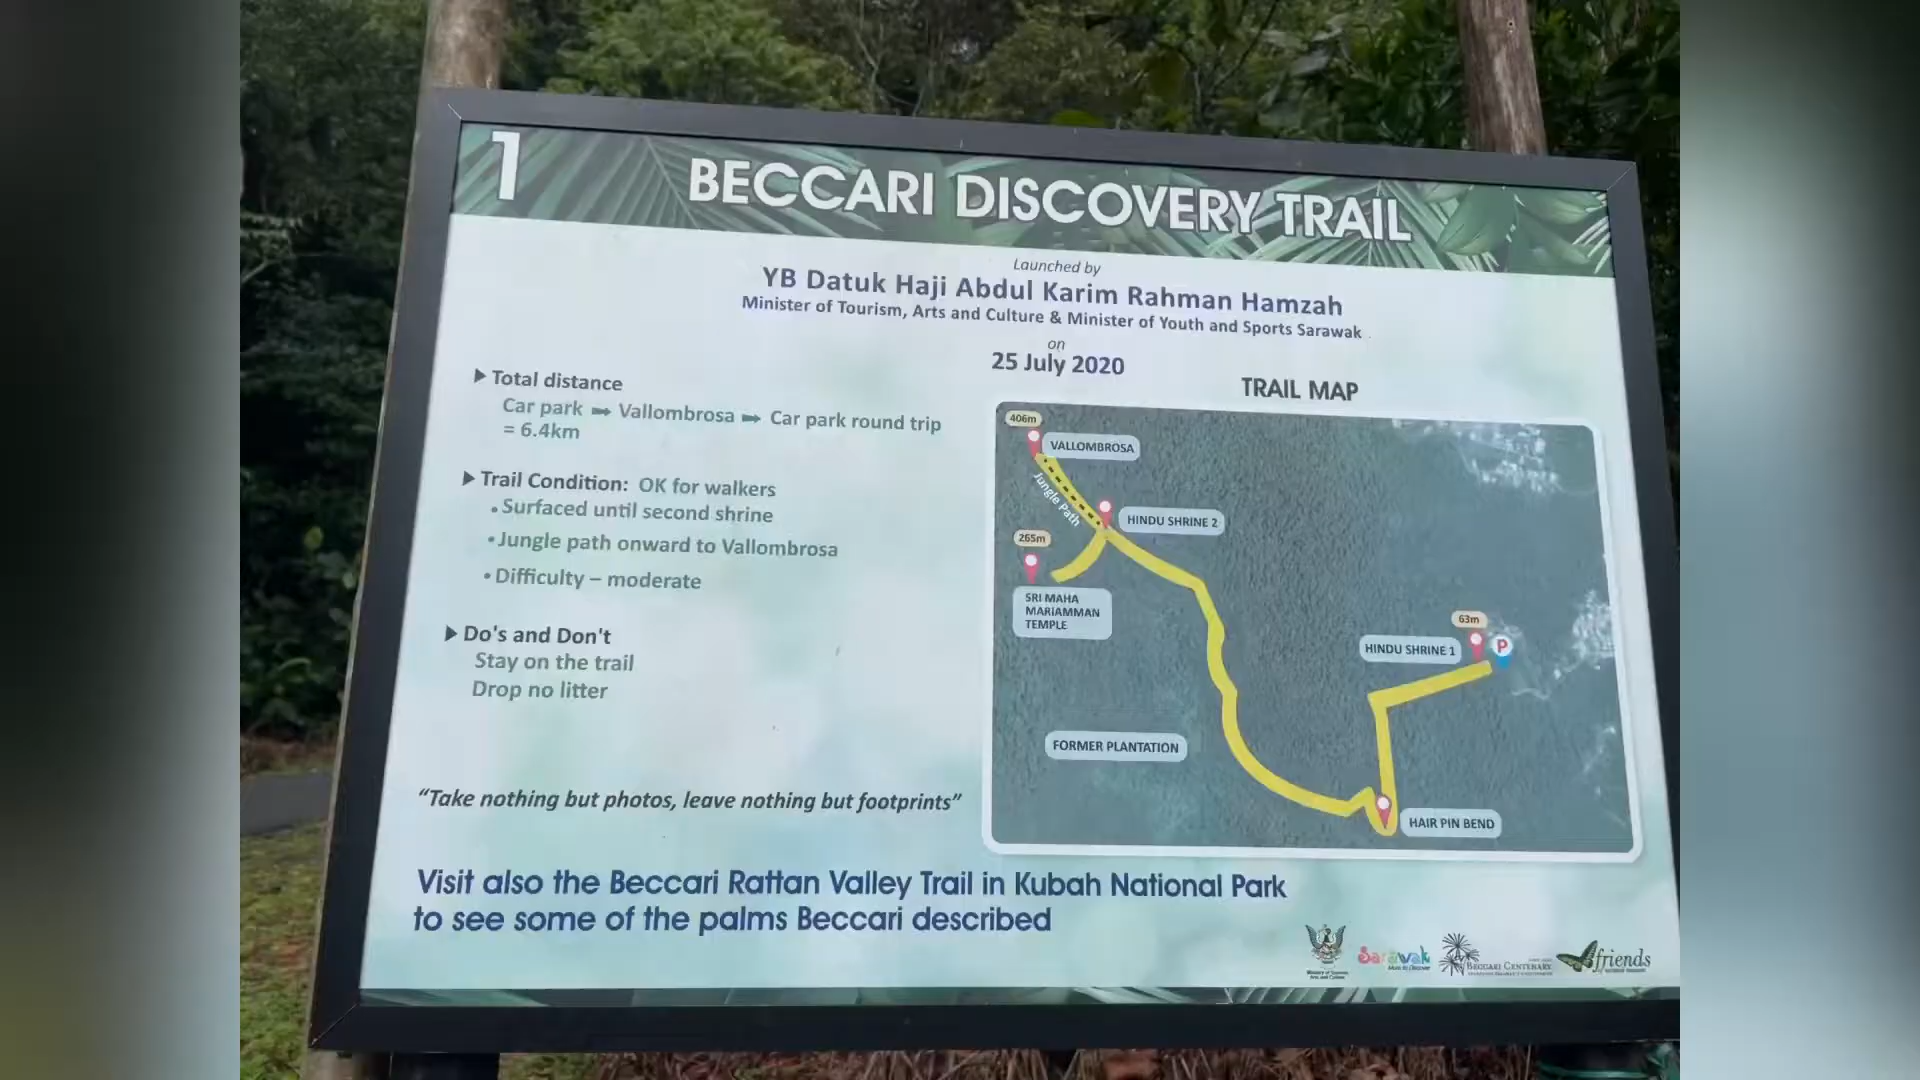 1
BECCARI DISCOVERY TRAIL
Launched by
YB Datuk Haji Abdul Karim Rahman Hamzah
Minister of Tourism, Arts and Culture & Minister of Youth and Sports Sarawak
on
25 July 2020
Total distance
Car park ➡ Vallombrosa ➡ Car park round trip
= 6.4km
Trail Condition: OK for walkers
• Surfaced until second shrine
• Jungle path onward to Vallombrosa
• Difficulty – moderate
Do's and Don't
Stay on the trail
Drop no litter
“Take nothing but photos, leave nothing but footprints”
TRAIL MAP
406m
VALLOMBROSA
Jungle Path
HINDU SHRINE 2
265m
SRI MAHA
MARIAMMAN
TEMPLE
63m
HINDU SHRINE 1
P
FORMER PLANTATION
HAIR PIN BEND
Visit also the Beccari Rattan Valley Trail in Kubah National Park
to see some of the palms Beccari described
Sarawak
More to Discover
BECCARI CENTENARY
friends